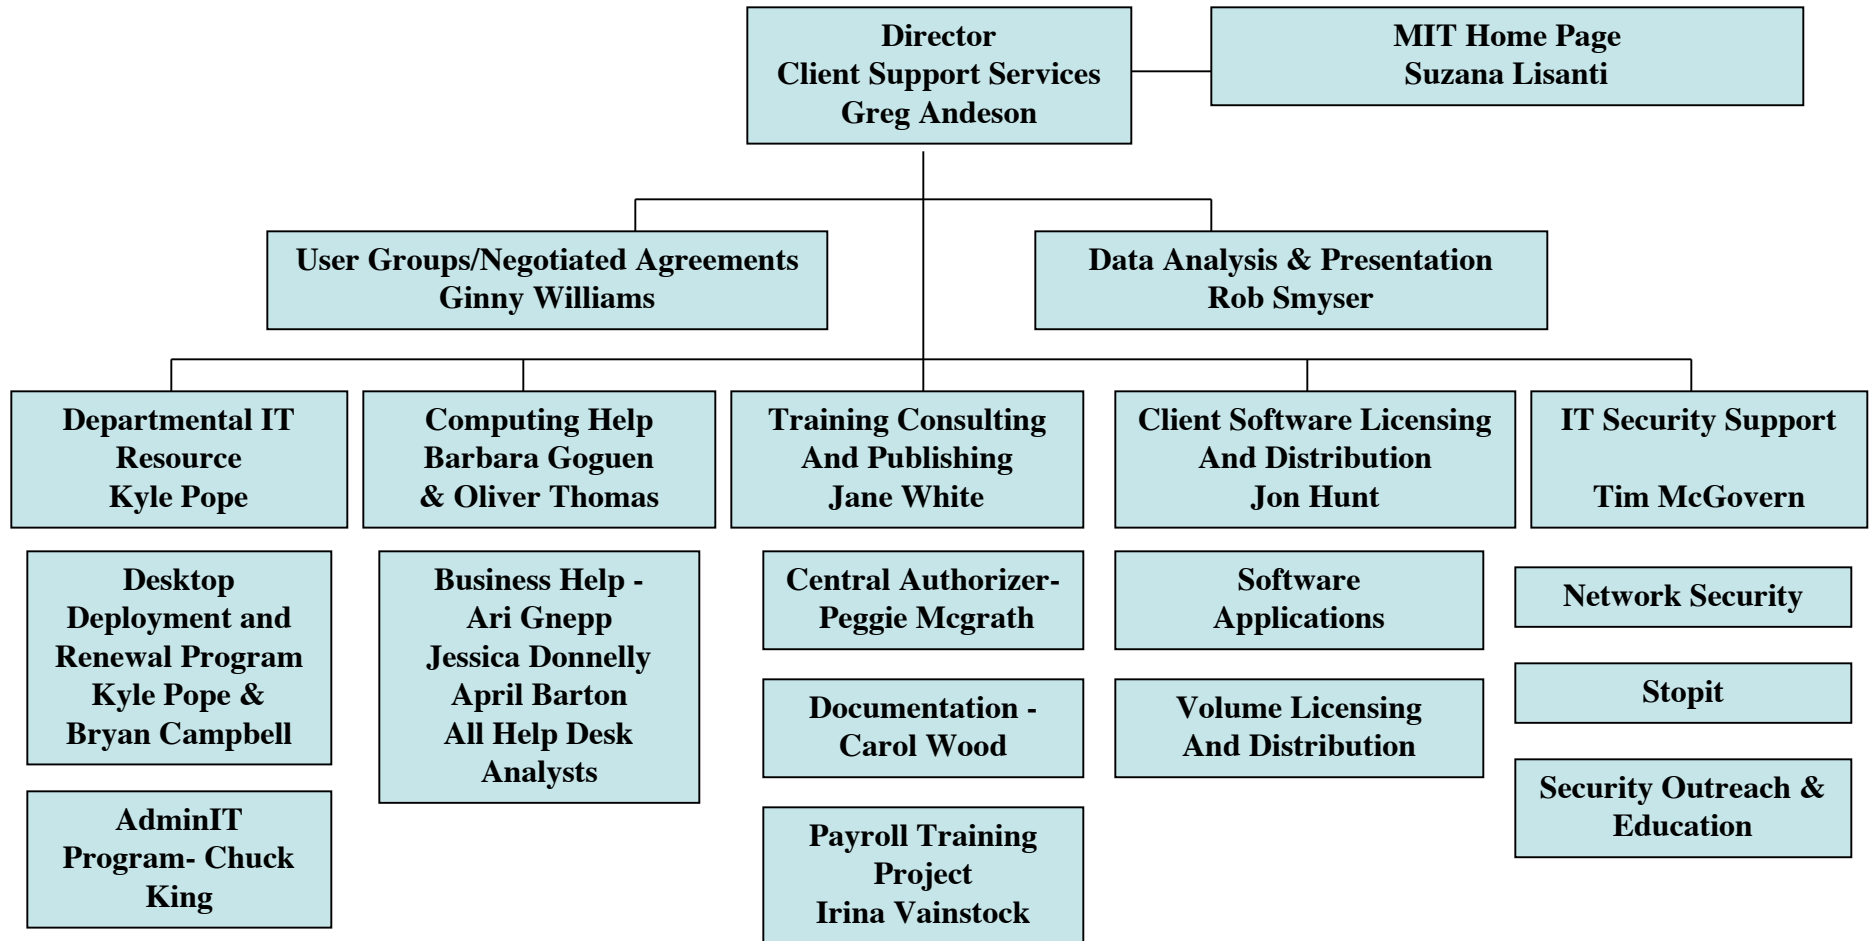 Director
Client Support Services
Greg Andeson
MIT Home Page
Suzana Lisanti
User Groups/Negotiated Agreements
Ginny Williams
Data Analysis & Presentation
Rob Smyser
Departmental IT
Resource
Kyle Pope
Computing Help
Barbara Goguen
& Oliver Thomas
Training Consulting
And Publishing
Jane White
Client Software Licensing
And Distribution
Jon Hunt
IT Security Support
Tim McGovern
Desktop
Deployment and
Renewal Program
Kyle Pope &
Bryan Campbell
AdminIT
Program- Chuck
King
Business Help -
Ari Gnepp
Jessica Donnelly
April Barton
All Help Desk
Analysts
Central Authorizer-
Peggie Mcgrath
Documentation -
Carol Wood
Payroll Training
Project
Irina Vainstock
Software
Applications
Volume Licensing
And Distribution
Network Security
Stopit
Security Outreach &
Education